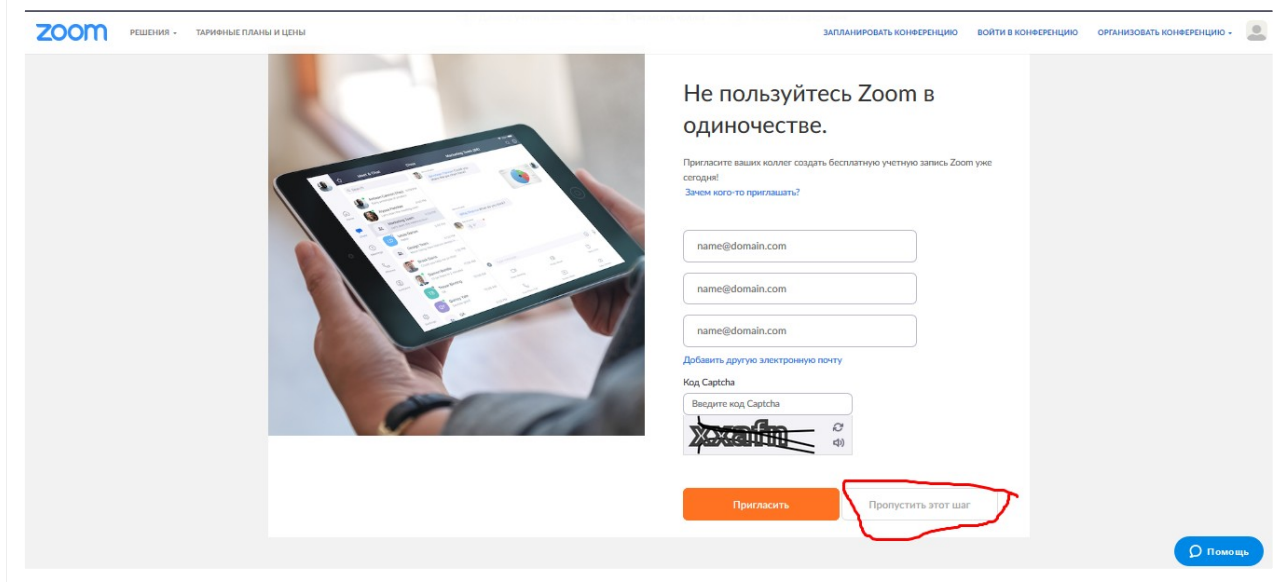 zoom
РЕШЕНИЯ
ТАРИФНЫЕ ПЛАНЫ И ЦЕНЫ
ЗАПЛАНИРОВАТЬ КОНФЕРЕНЦИЮ
ВОЙТИ В КОНФЕРЕНЦИЮ
ОРГАНИЗОВАТЬ КОНФЕРЕНЦИЮ
Не пользуйтесь Zoom в
одиночестве.
Пригласите ваших коллег создать бесплатную учетную запись Zoom уже
сегодня!
Зачем кого-то приглашать?
name@domain.com
name@domain.com
name@domain.com
Добавить другую электронную почту
Код Captcha
Введите код Captcha
Пригласить
Пропустить этот шаг
Помощь